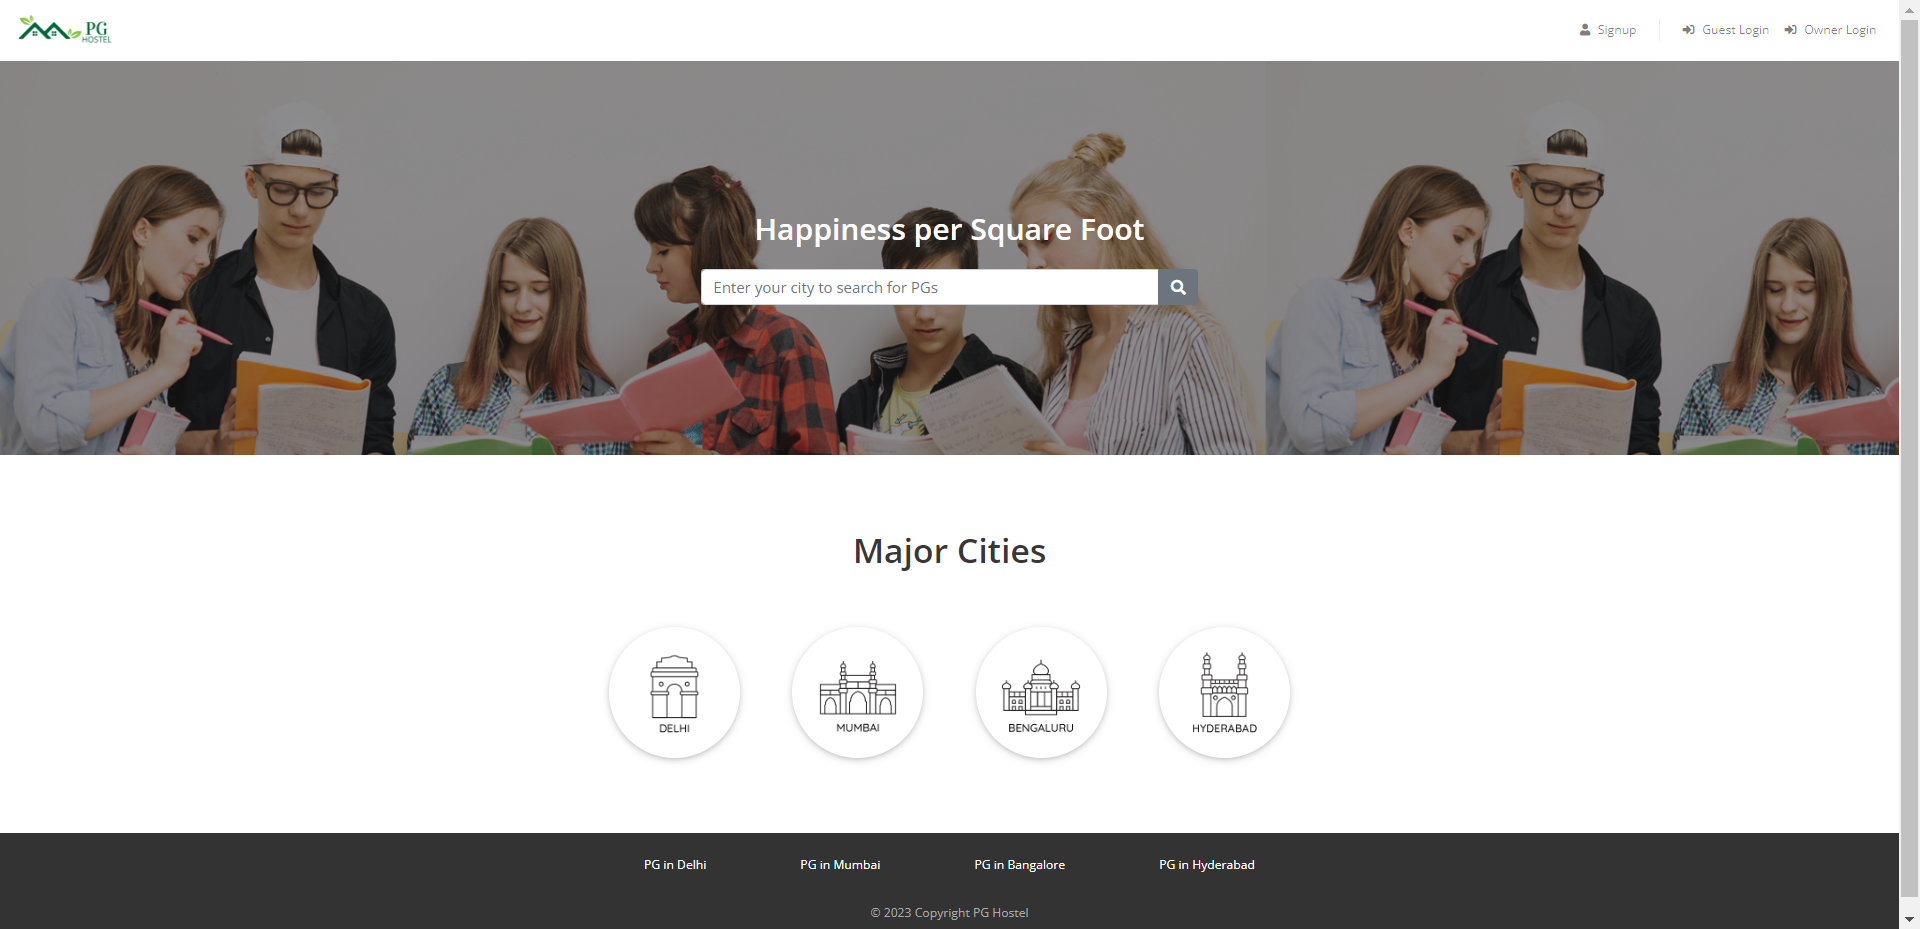 PG
HOSTEL
Signup
Guest Login
Owner Login
Happiness per Square Foot
Enter your city to search for PGs
Major Cities
DELHI
MUMBAI
BENGALURU
HYDERABAD
PG in Delhi
PG in Mumbai
PG in Bangalore
PG in Hyderabad
© 2023 Copyright PG Hostel